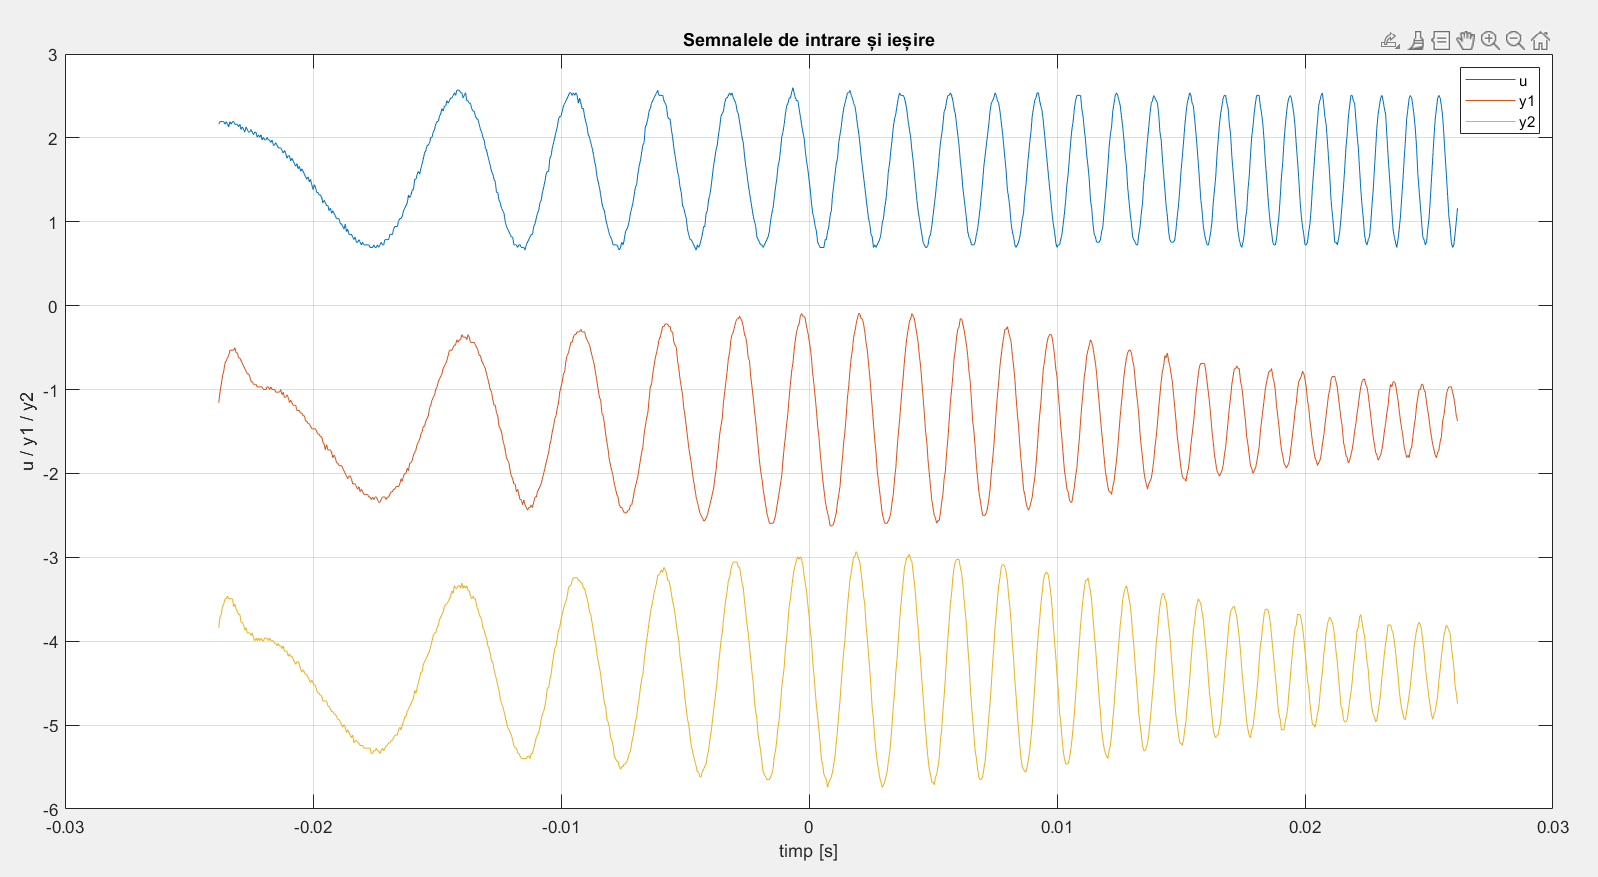 Semnalele de intrare și ieșire
u
y1
y2
3
2
1
0
-1
-2
-3
-4
-5
-6
u / y1 / y2
-0.03
-0.02
-0.01
0
0.01
0.02
0.03
timp [s]